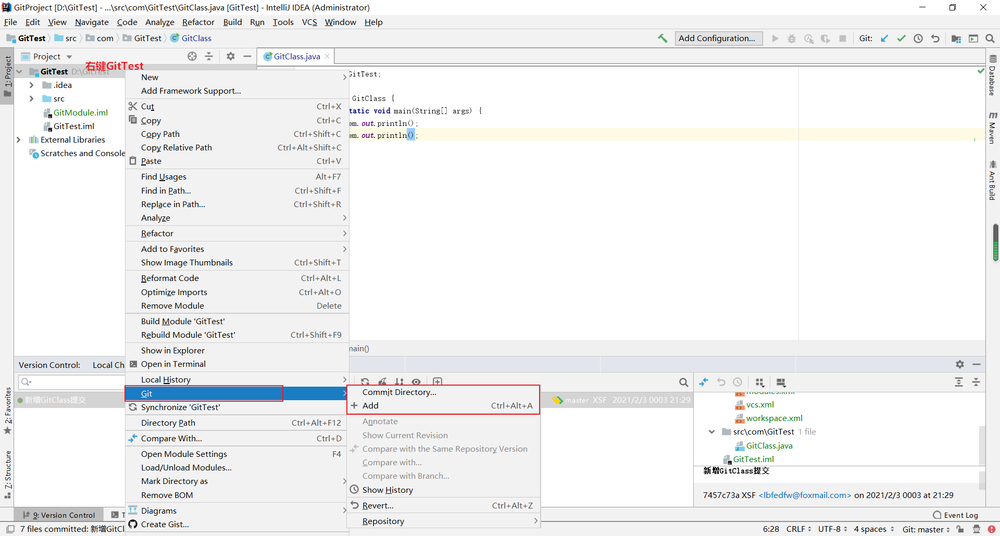 GitProject [D:\GitTest] - ...\src\com\GitTest\GitClass.java [GitTest] - IntelliJ IDEA (Administrator)
File Edit View Navigate Code Analyze Refactor Build Run Tools VCS Window Help
GitTest src com GitTest GitClass
Add Configuration... Git:
Project
GitClass.java
右键GitTest
1: Project
GitTest D:\GitTest
.idea
src
GitModule.iml
GitTest.iml
External Libraries
Scratches and Console
New
Add Framework Support...
Cut Ctrl+X
Copy Ctrl+C
Copy Path Ctrl+Shift+C
Copy Relative Path Ctrl+Alt+Shift+C
Paste Ctrl+V
Find Usages Alt+F7
Find in Path... Ctrl+Shift+F
Replace in Path... Ctrl+Shift+R
Analyze
Refactor
Add to Favorites
Show Image Thumbnails Ctrl+Shift+T
Reformat Code Ctrl+Alt+L
Optimize Imports Ctrl+Alt+O
Remove Module Delete
Build Module 'GitTest'
Rebuild Module 'GitTest' Ctrl+Shift+F9
Show in Explorer
Open in Terminal
Local History
Git
Synchronize 'GitTest'
Directory Path Ctrl+Alt+F12
Compare With... Ctrl+D
Open Module Settings F4
Load/Unload Modules...
Mark Directory as
Remove BOM
Diagrams
Create Gist...
GitTest;
GitClass {
tatic void main(String[] args) {
em.out.println();
em.out.println();
main()
Database
Maven
Ant Build
Version Control: Local Ch
新增GitClass提交
2: Favorites
7: Structure
Commit Directory...
Add Ctrl+Alt+A
Annotate
Show Current Revision
Compare with the Same Repository Version
Compare with...
Compare with Branch...
Show History
Revert... Ctrl+Alt+Z
Repository
master XSF 2021/2/3 0003 21:29
modules.xml
vcs.xml
workspace.xml
src\com\GitTest 1 file
GitClass.java
GitTest.iml
新增GitClass提交
7457c73a XSF <lbfedfw@foxmail.com> on 2021/2/3 0003 at 21:29
9: Version Control T
Event Log
7 files committed: 新增GitCl
6:28 CRLF UTF-8 4 spaces Git: master